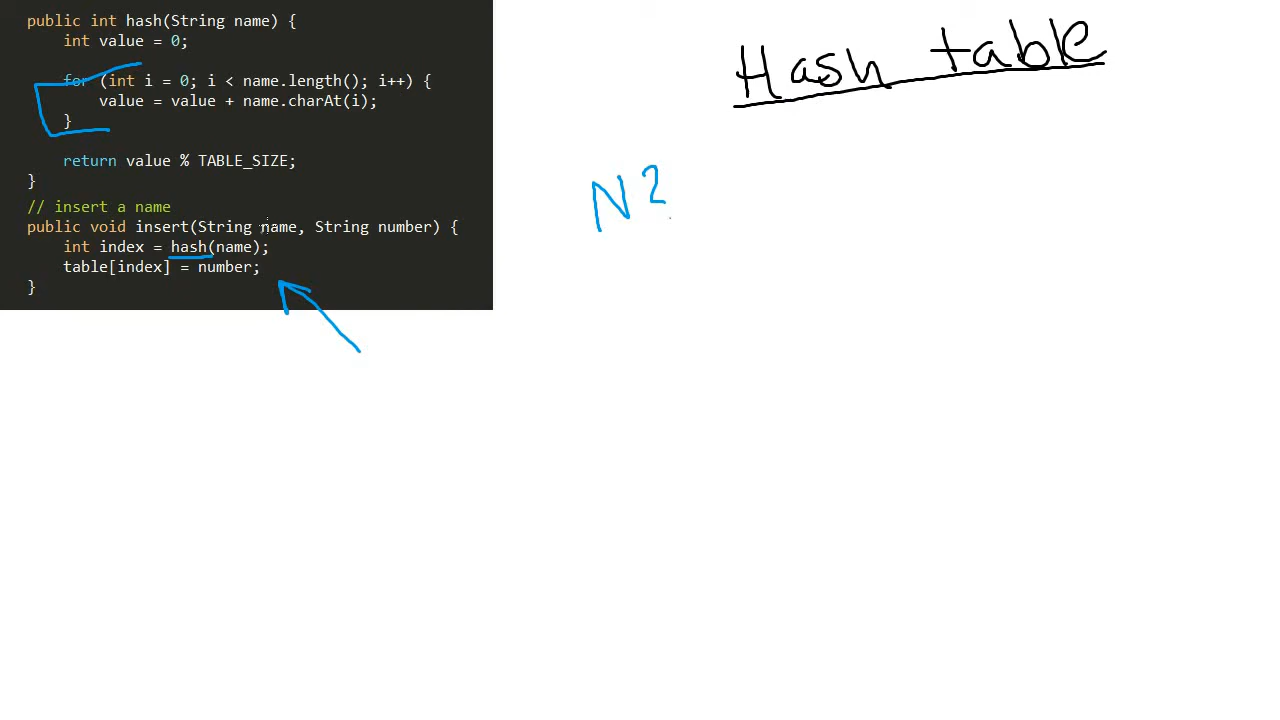 public int hash(String name) {
int value = 0;
for (int i = 0; i < name.length(); i++) {
value = value + name.charAt(i);
}
return value % TABLE_SIZE;
}
// insert a name
public void insert(String name, String number) {
int index = hash(name);
table[index] = number;
}
Hash table
N?